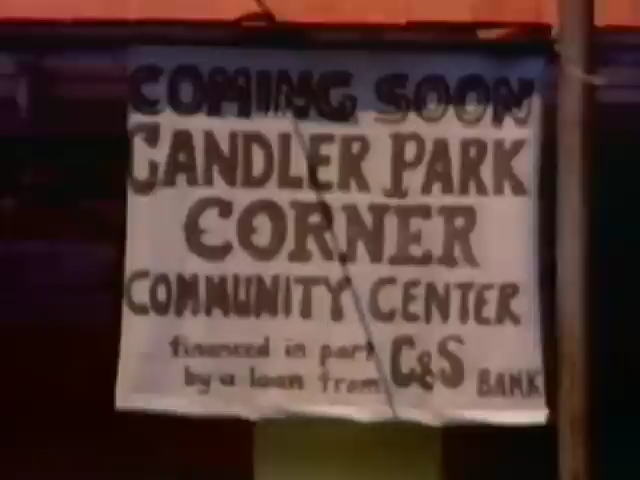 COMING SOON
CANDLER PARK
CORNER
COMMUNITY CENTER
financed in part
by a loan from C&S BANK